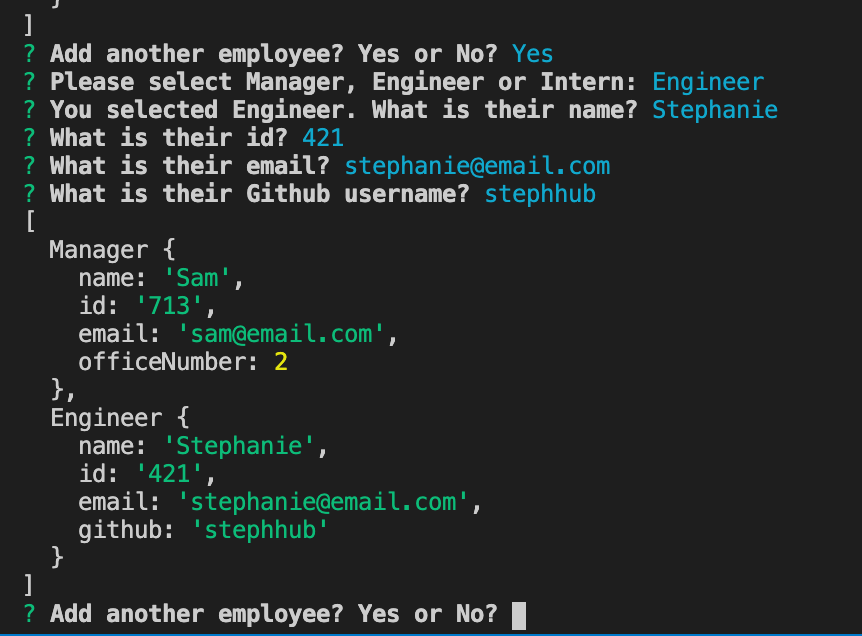 }
]
? Add another employee? Yes or No? Yes
? Please select Manager, Engineer or Intern: Engineer
? You selected Engineer. What is their name? Stephanie
? What is their id? 421
? What is their email? stephanie@email.com
? What is their Github username? stephhub
[
  Manager {
    name: 'Sam',
    id: '713',
    email: 'sam@email.com',
    officeNumber: 2
  },
  Engineer {
    name: 'Stephanie',
    id: '421',
    email: 'stephanie@email.com',
    github: 'stephhub'
  }
]
? Add another employee? Yes or No?